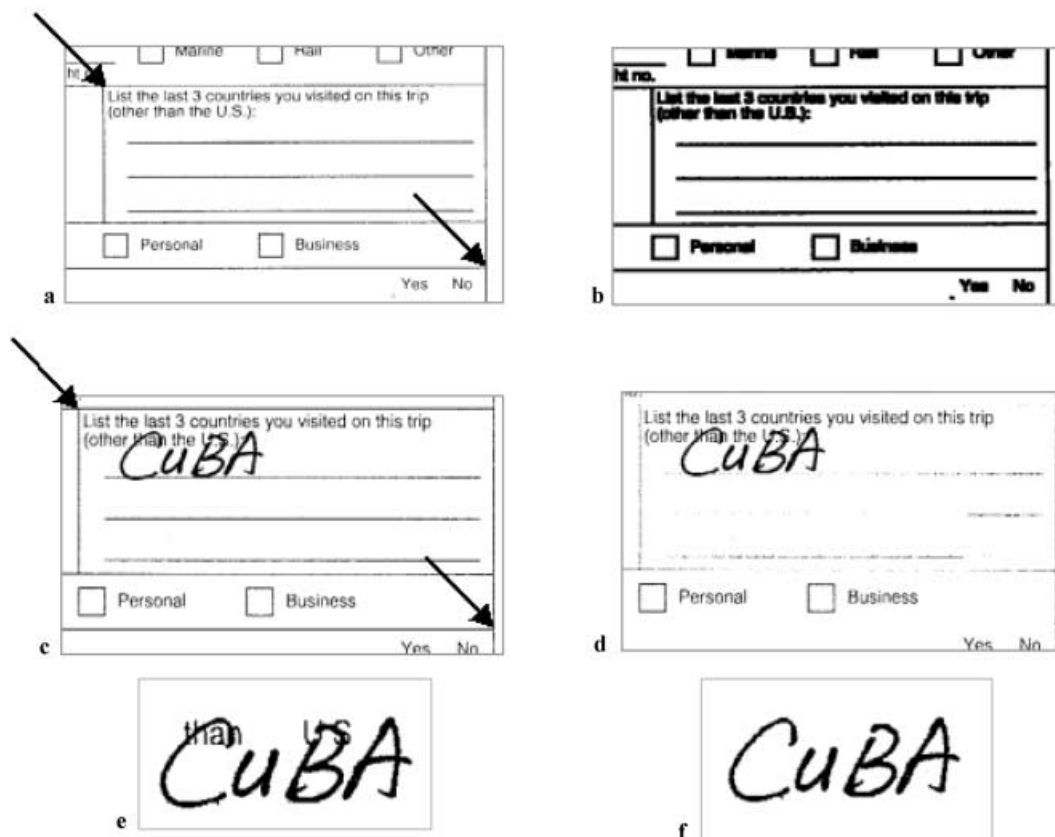 Marine Rail Other
ht no.
List the last 3 countries you visited on this trip
(other than the U.S.):
Personal Business
Yes No
a
Marine Rail Other
ht no.
List the last 3 countries you visited on this trip
(other than the U.S.):
Personal Business
Yes No
b
List the last 3 countries you visited on this trip
(other than the U.S.):
CuBA
Personal Business
Yes No
c
List the last 3 countries you visited on this trip
(other than the U.S.):
CuBA
Personal Business
Yes No
d
than U.S
CuBA
e
CuBA
f